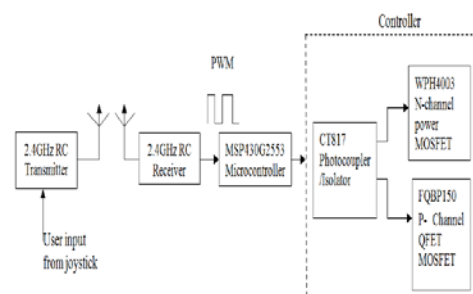 Controller
PWM
2.4GHz RC
Transmitter
2.4GHz RC
Receiver
MSP430G2553
Microcontroller
CT817
Photocoupler
/Isolator
WPH4003
N-channel
power
MOSFET
FQBP150
P- Channel
QFET
MOSFET
User input
from joystick